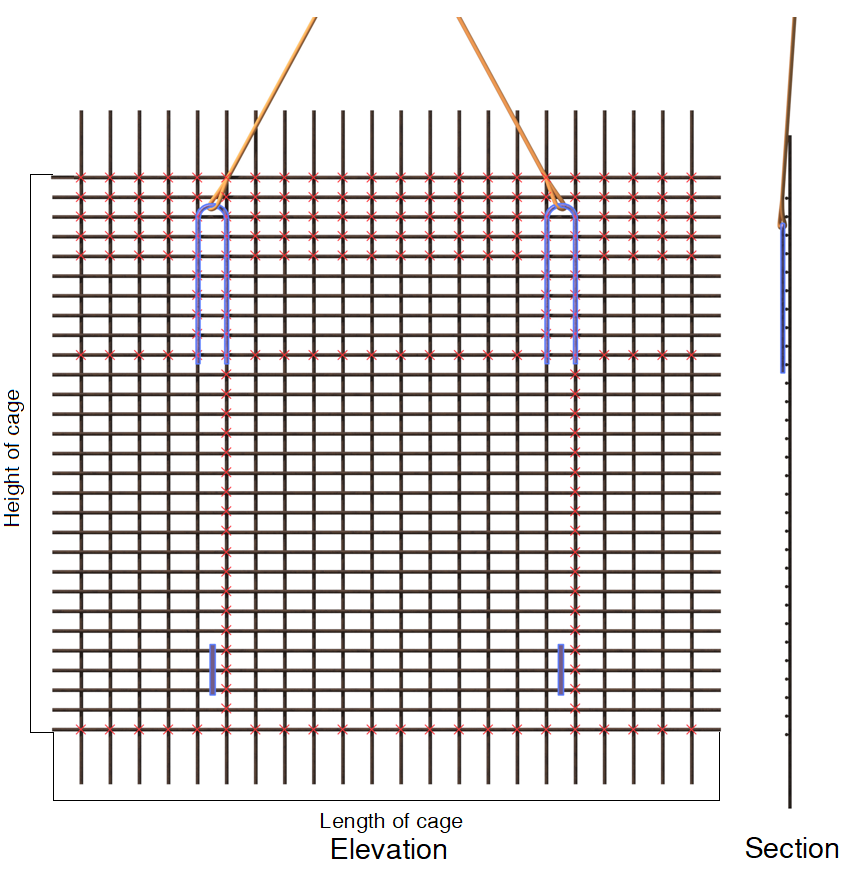 Height of cage
Length of cage
Elevation
Section